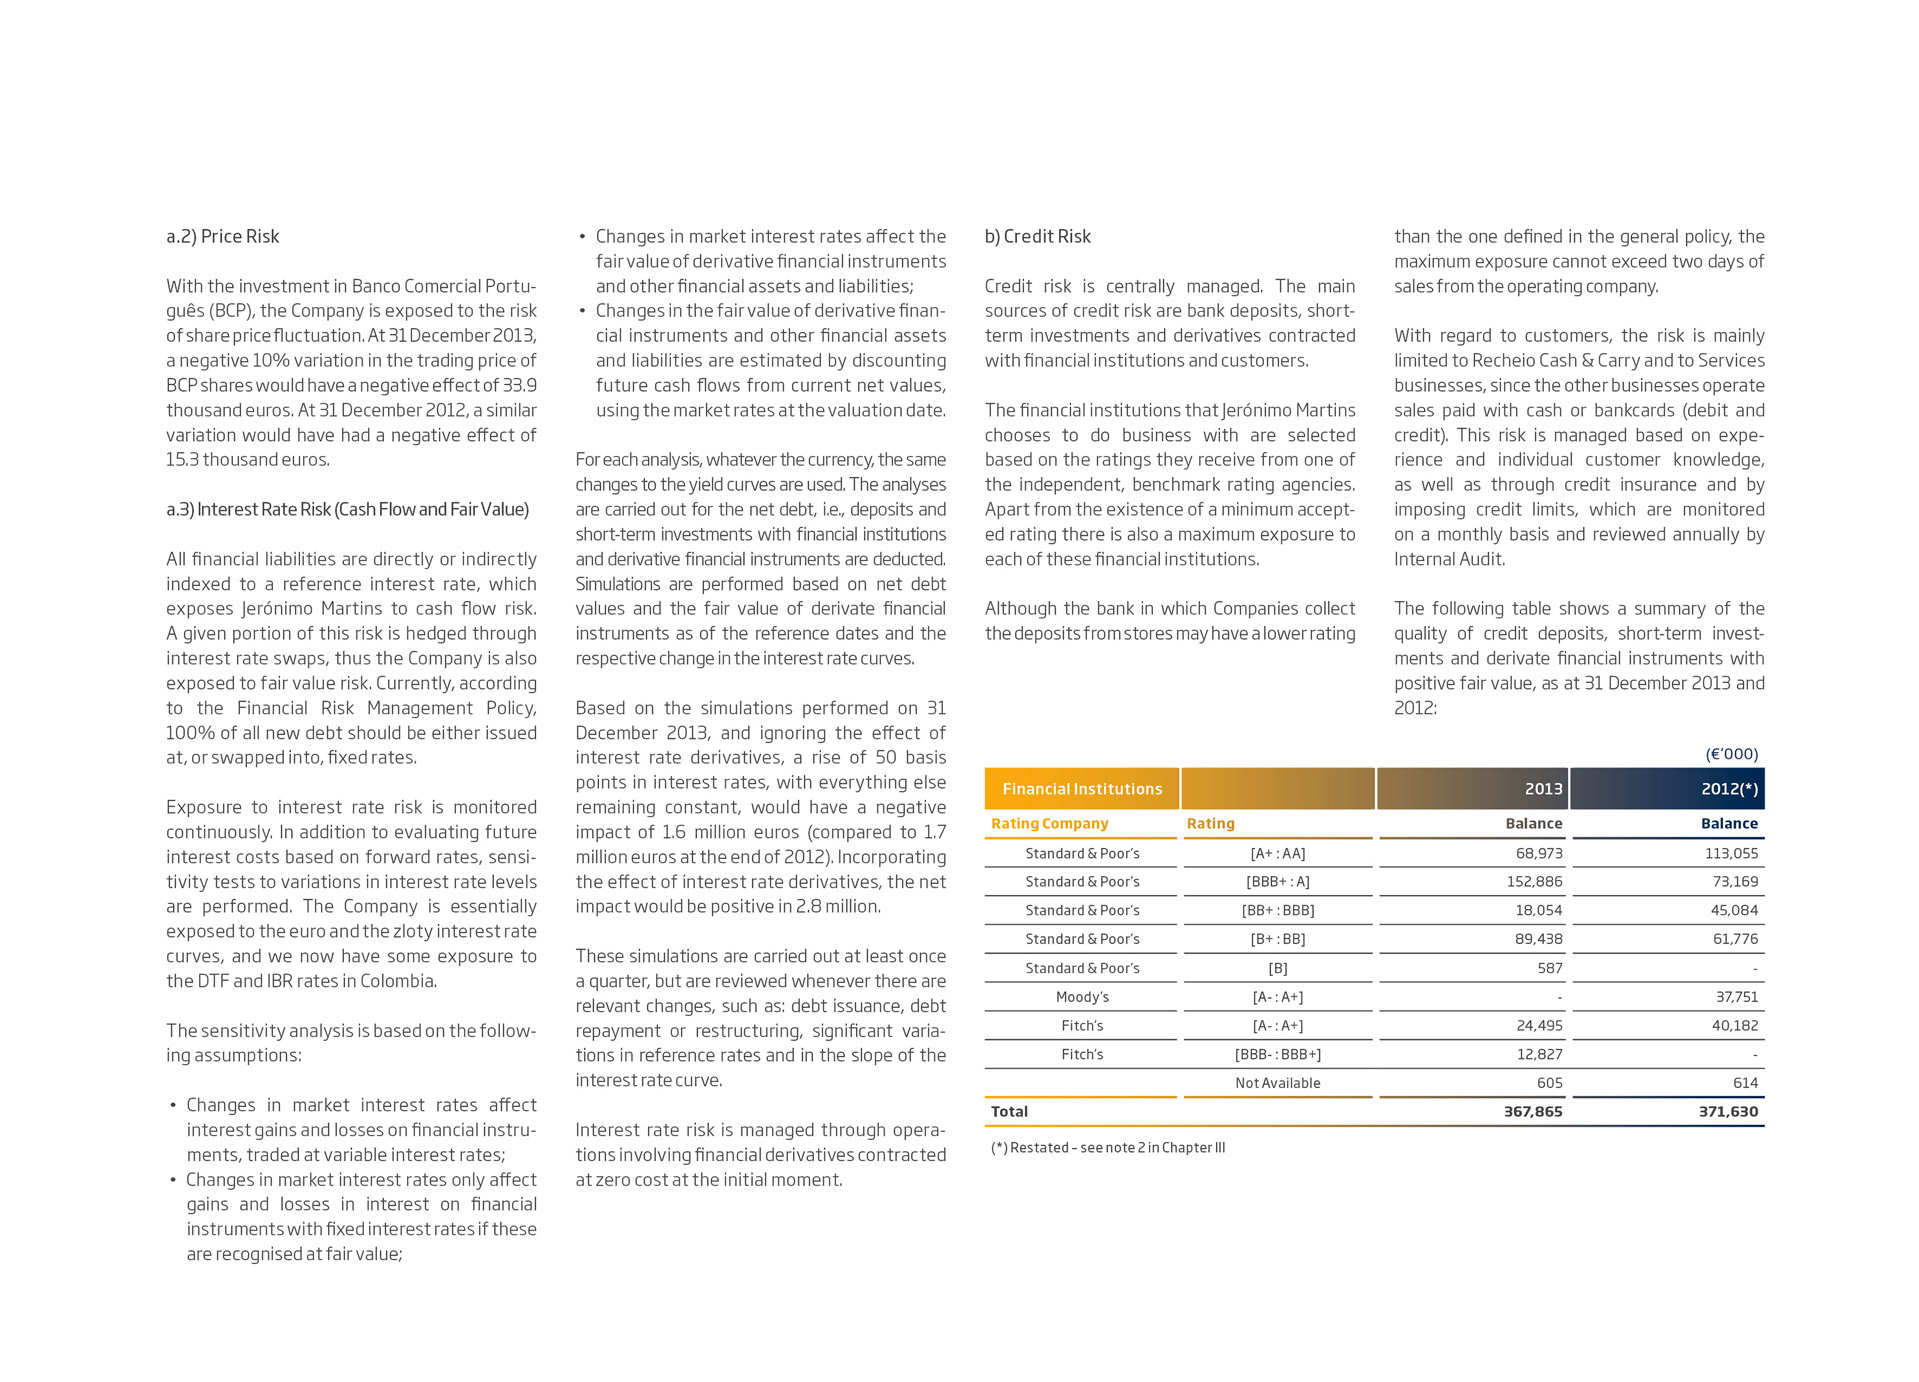 a.2) Price Risk
With the investment in Banco Comercial Portu-
guês (BCP), the Company is exposed to the risk
of share price fluctuation. At 31 December 2013,
a negative 10% variation in the trading price of
BCP shares would have a negative effect of 33.9
thousand euros. At 31 December 2012, a similar
variation would have had a negative effect of
15.3 thousand euros.
a.3) Interest Rate Risk (Cash Flow and Fair Value)
All financial liabilities are directly or indirectly
indexed to a reference interest rate, which
exposes Jerónimo Martins to cash flow risk.
A given portion of this risk is hedged through
interest rate swaps, thus the Company is also
exposed to fair value risk. Currently, according
to the Financial Risk Management Policy,
100% of all new debt should be either issued
at, or swapped into, fixed rates.
Exposure to interest rate risk is monitored
continuously. In addition to evaluating future
interest costs based on forward rates, sensi-
tivity tests to variations in interest rate levels
are performed. The Company is essentially
exposed to the euro and the zloty interest rate
curves, and we now have some exposure to
the DTF and IBR rates in Colombia.
The sensitivity analysis is based on the follow-
ing assumptions:
• Changes in market interest rates affect
interest gains and losses on financial instru-
ments, traded at variable interest rates;
• Changes in market interest rates only affect
gains and losses in interest on financial
instruments with fixed interest rates if these
are recognised at fair value;
• Changes in market interest rates affect the
fair value of derivative financial instruments
and other financial assets and liabilities;
• Changes in the fair value of derivative finan-
cial instruments and other financial assets
and liabilities are estimated by discounting
future cash flows from current net values,
using the market rates at the valuation date.
For each analysis, whatever the currency, the same
changes to the yield curves are used. The analyses
are carried out for the net debt, i.e., deposits and
short-term investments with financial institutions
and derivative financial instruments are deducted.
Simulations are performed based on net debt
values and the fair value of derivate financial
instruments as of the reference dates and the
respective change in the interest rate curves.
Based on the simulations performed on 31
December 2013, and ignoring the effect of
interest rate derivatives, a rise of 50 basis
points in interest rates, with everything else
remaining constant, would have a negative
impact of 1.6 million euros (compared to 1.7
million euros at the end of 2012). Incorporating
the effect of interest rate derivatives, the net
impact would be positive in 2.8 million.
These simulations are carried out at least once
a quarter, but are reviewed whenever there are
relevant changes, such as: debt issuance, debt
repayment or restructuring, significant varia-
tions in reference rates and in the slope of the
interest rate curve.
Interest rate risk is managed through opera-
tions involving financial derivatives contracted
at zero cost at the initial moment.
b) Credit Risk
Credit risk is centrally managed. The main
sources of credit risk are bank deposits, short-
term investments and derivatives contracted
with financial institutions and customers.
The financial institutions that Jerónimo Martins
chooses to do business with are selected
based on the ratings they receive from one of
the independent, benchmark rating agencies.
Apart from the existence of a minimum accept-
ed rating there is also a maximum exposure to
each of these financial institutions.
Although the bank in which Companies collect
the deposits from stores may have a lower rating
than the one defined in the general policy, the
maximum exposure cannot exceed two days of
sales from the operating company.
With regard to customers, the risk is mainly
limited to Recheio Cash & Carry and to Services
businesses, since the other businesses operate
sales paid with cash or bankcards (debit and
credit). This risk is managed based on expe-
rience and individual customer knowledge,
as well as through credit insurance and by
imposing credit limits, which are monitored
on a monthly basis and reviewed annually by
Internal Audit.
The following table shows a summary of the
quality of credit deposits, short-term invest-
ments and derivate financial instruments with
positive fair value, as at 31 December 2013 and
2012:
(€'000)
Financial Institutions 2013 2012(*)
Rating Company Rating Balance Balance
Standard & Poor's [A+ : AA] 68,973 113,055
Standard & Poor's [BBB+ : A] 152,886 73,169
Standard & Poor's [BB+ : BBB] 18,054 45,084
Standard & Poor's [B+ : BB] 89,438 61,776
Standard & Poor's [B] 587 -
Moody's [A- : A+] - 37,751
Fitch's [A- : A+] 24,495 40,182
Fitch's [BBB- : BBB+] 12,827 -
Not Available 605 614
Total 367,865 371,630
(*) Restated – see note 2 in Chapter III